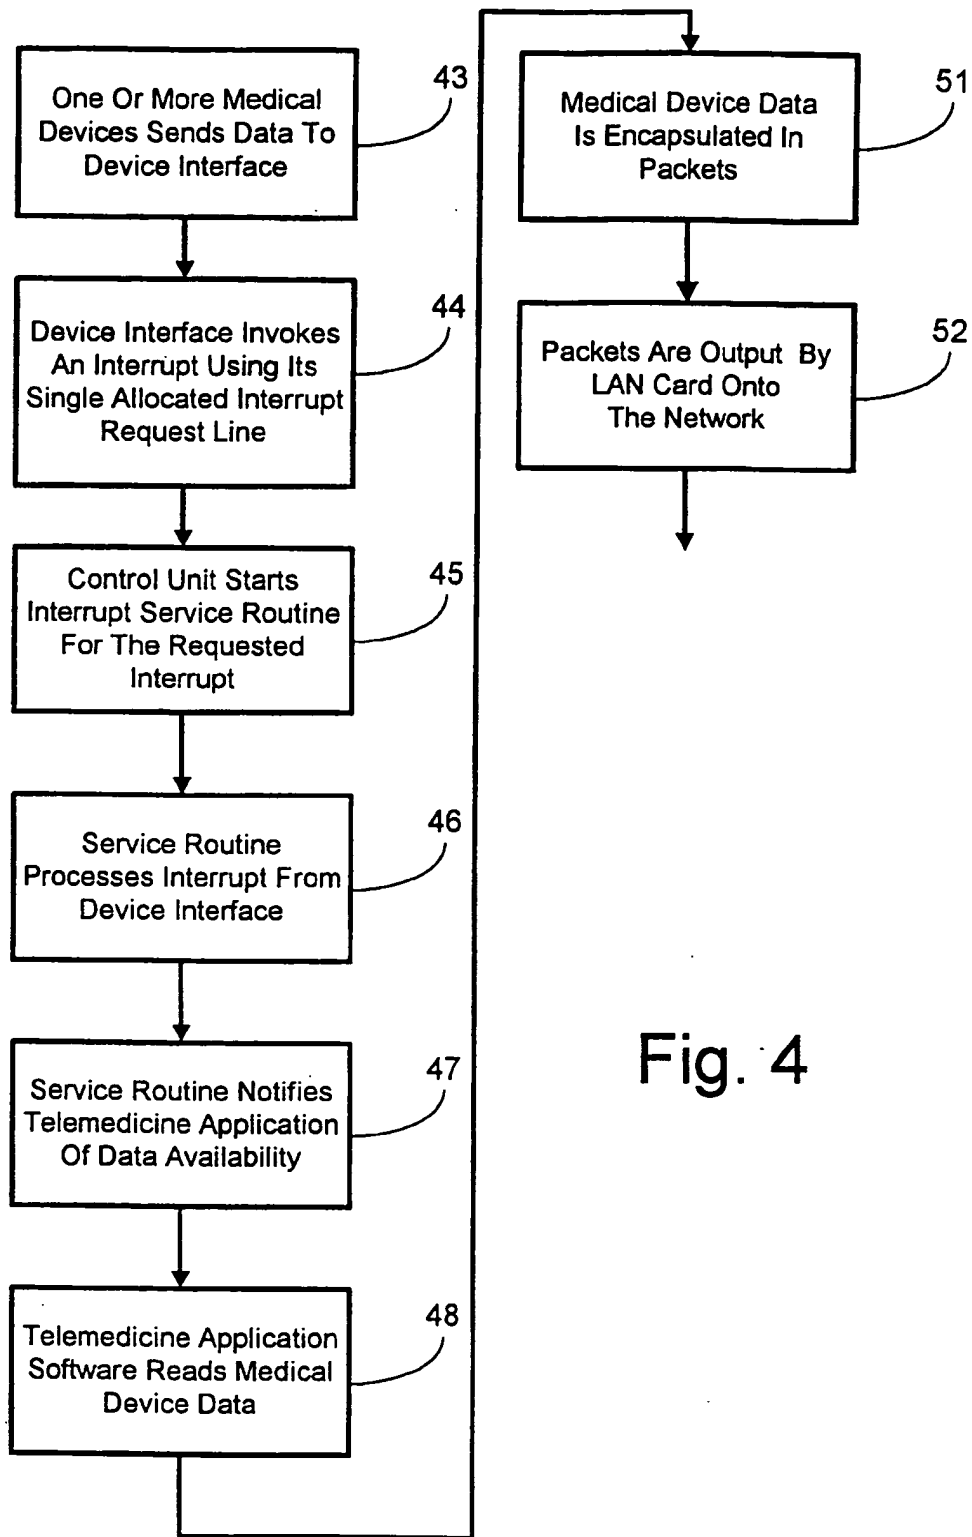 One Or More Medical
Devices Sends Data To
Device Interface
43
Device Interface Invokes
An Interrupt Using Its
Single Allocated Interrupt
Request Line
44
Control Unit Starts
Interrupt Service Routine
For The Requested
Interrupt
45
Service Routine
Processes Interrupt From
Device Interface
46
Service Routine Notifies
Telemedicine Application
Of Data Availability
47
Telemedicine Application
Software Reads Medical
Device Data
48
Medical Device Data
Is Encapsulated In
Packets
51
Packets Are Output By
LAN Card Onto
The Network
52
Fig. 4